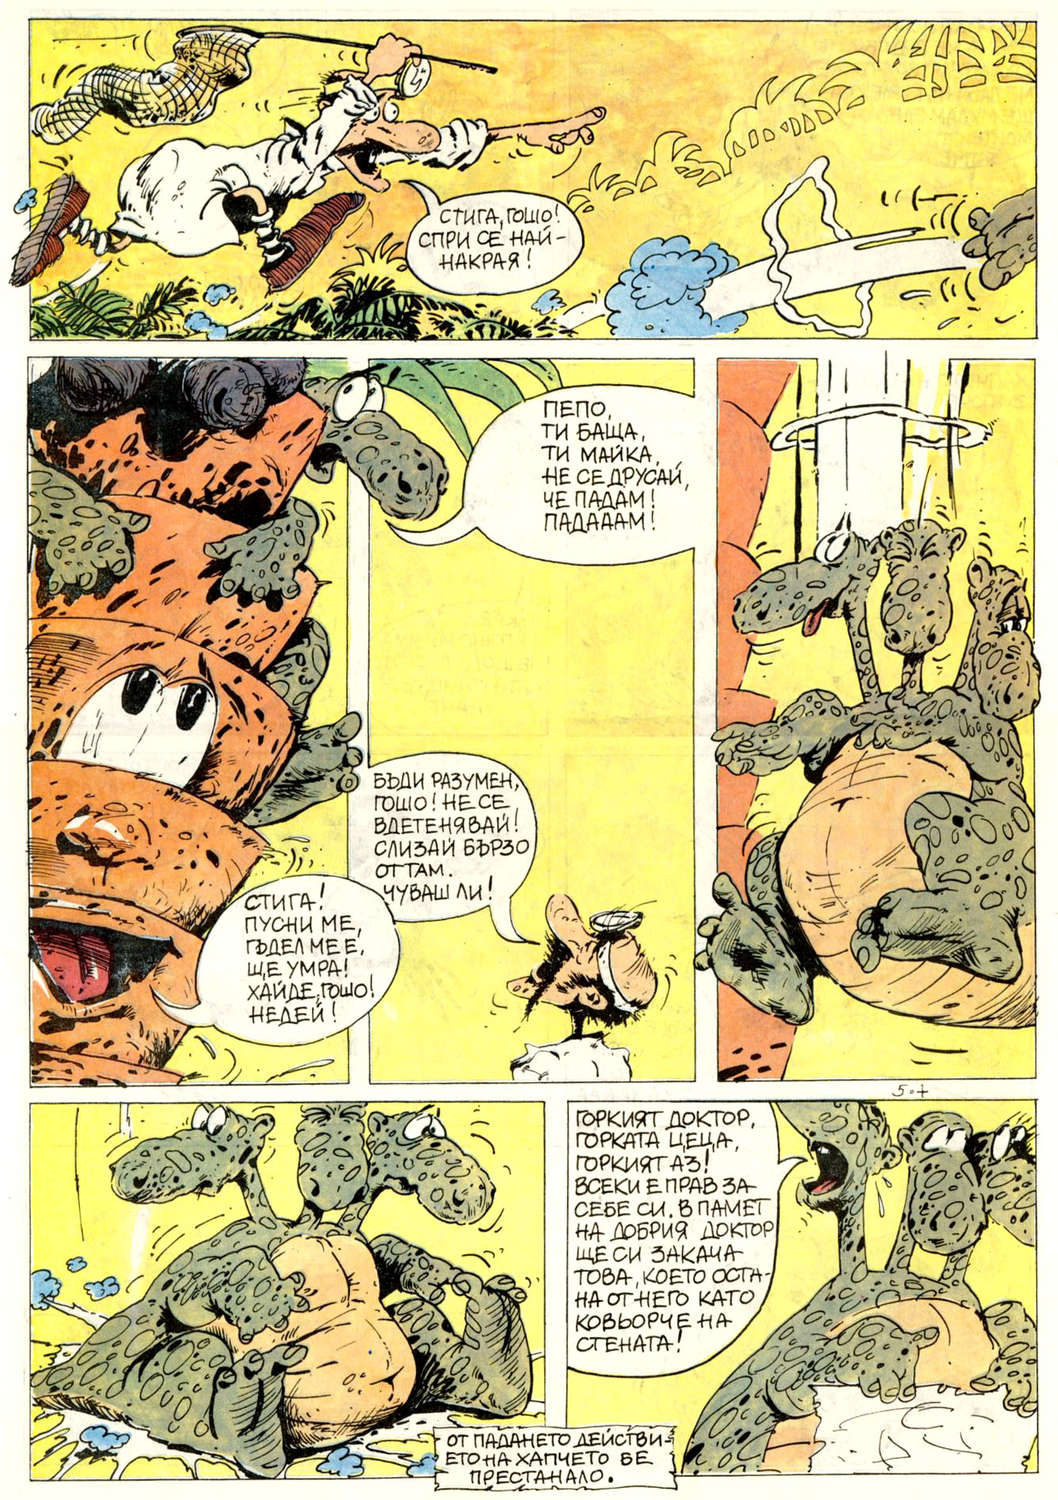 СТИГА, ГОШО!
СПРИ СЕ НАЙ-
НАКРАЯ!
ПЕПО,
ТИ БАЩА,
ТИ МАЙКА,
НЕ СЕ ДРУСАЙ,
ЧЕ ПАДАМ!
ПАДАААМ!
БЪДИ РАЗУМЕН,
ГОШО! НЕ СЕ
ВДЕТЕНЯВАЙ!
СЛИЗАЙ БЪРЗО
ОТТАМ.
ЧУВАШ ЛИ!
СТИГА!
ПУСНИ МЕ,
ГЪДЕЛ МЕ Е,
ЩЕ УМРА!
ХАЙДЕ, ГОШО!
НЕДЕЙ!
ГОРКИЯТ ДОКТОР,
ГОРКАТА ЦЕЦА,
ГОРКИЯТ АЗ!
ВСЕКИ Е ПРАВ ЗА
СЕБЕ СИ. В ПАМЕТ
НА ДОБРИЯ ДОКТОР
ЩЕ СИ ЗАКАЧА
ТОВА, КОЕТО ОСТА-
НА ОТ НЕГО КАТО
КОВЬОРЧЕ НА
СТЕНАТА!
ОТ ПАДАНЕТО ДЕЙСТВИ-
ЕТО НА ХАПЧЕТО БЕ
ПРЕСТАНАЛО.